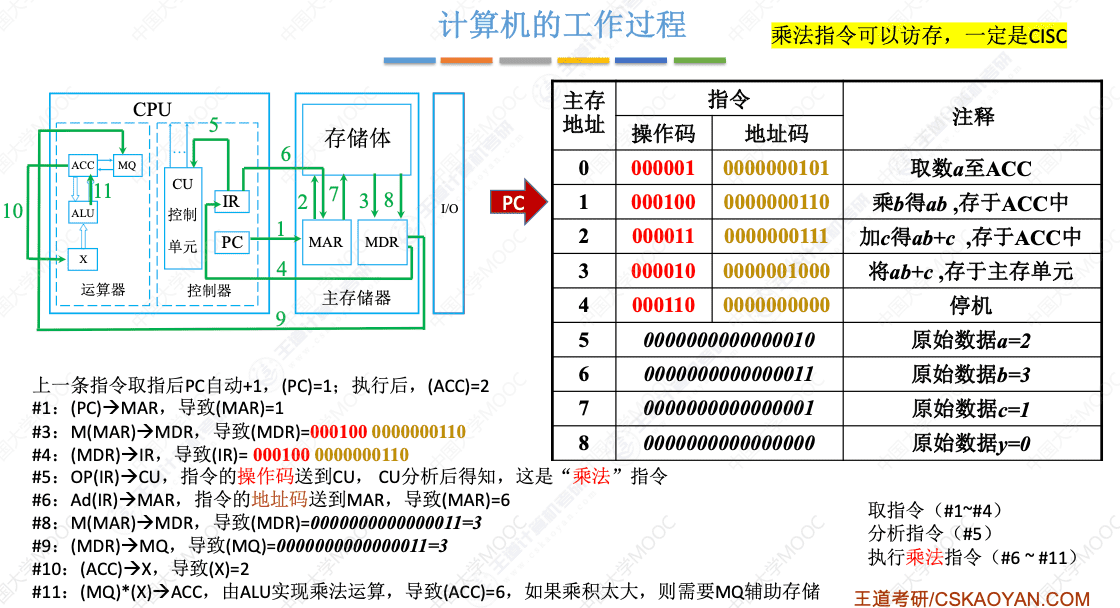 计算机的工作过程
乘法指令可以访存，一定是CISC
CPU
ACC
MQ
11
ALU
X
运算器
10
5
...
CU
控制
单元
IR
PC
控制器
6
1
4
9
存储体
2
7
3
8
MAR
MDR
主存储器
I/O
PC
主存地址 指令 注释
操作码 地址码
0 000001 0000000101 取数a至ACC
1 000100 0000000110 乘b得ab ,存于ACC中
2 000011 0000000111 加c得ab+c ,存于ACC中
3 000010 0000001000 将ab+c ,存于主存单元
4 000110 0000000000 停机
5 0000000000000010 原始数据a=2
6 0000000000000011 原始数据b=3
7 0000000000000001 原始数据c=1
8 0000000000000000 原始数据y=0
上一条指令取指后PC自动+1，(PC)=1；执行后，(ACC)=2
#1：(PC)→MAR，导致(MAR)=1
#3：M(MAR)→MDR，导致(MDR)=000100 0000000110
#4：(MDR)→IR，导致(IR)= 000100 0000000110
#5：OP(IR)→CU，指令的操作码送到CU， CU分析后得知，这是“乘法”指令
#6：Ad(IR)→MAR，指令的地址码送到MAR，导致(MAR)=6
#8：M(MAR)→MDR，导致(MDR)=0000000000000011=3
#9：(MDR)→MQ，导致(MQ)=0000000000000011=3
#10：(ACC)→X，导致(X)=2
#11：(MQ)*(X)→ACC，由ALU实现乘法运算，导致(ACC)=6，如果乘积太大，则需要MQ辅助存储
取指令（#1~#4）
分析指令（#5）
执行乘法指令（#6 ~ #11）
王道考研/CSKAOYAN.COM